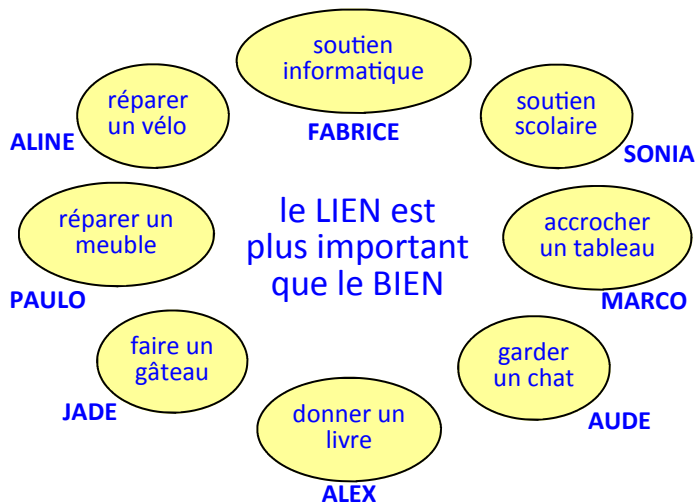 soutien
informatique
FABRICE
réparer
un vélo
ALINE
soutien
scolaire
SONIA
réparer un
meuble
PAULO
le LIEN est
plus important
que le BIEN
accrocher
un tableau
MARCO
faire un
gâteau
JADE
garder
un chat
AUDE
donner un
livre
ALEX